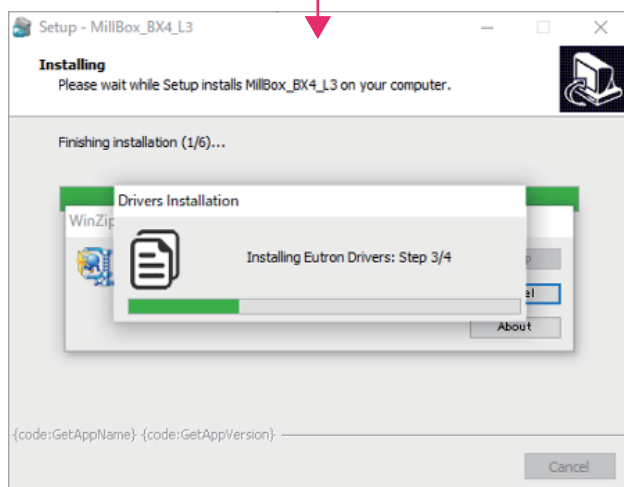 Setup - MillBox_BX4_L3
Installing
Please wait while Setup installs MillBox_BX4_L3 on your computer.
Finishing installation (1/6)...
Drivers Installation
WinZip
Installing Eutron Drivers: Step 3/4
About
{code:GetAppName} {code:GetAppVersion}
Cancel